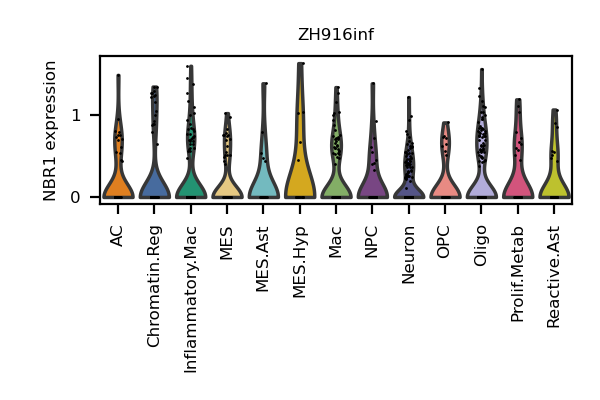 ZH916inf
NBR1 expression
1
0
AC
Chromatin.Reg
Inflammatory.Mac
MES
MES.Ast
MES.Hyp
Mac
NPC
Neuron
OPC
Oligo
Prolif.Metab
Reactive.Ast